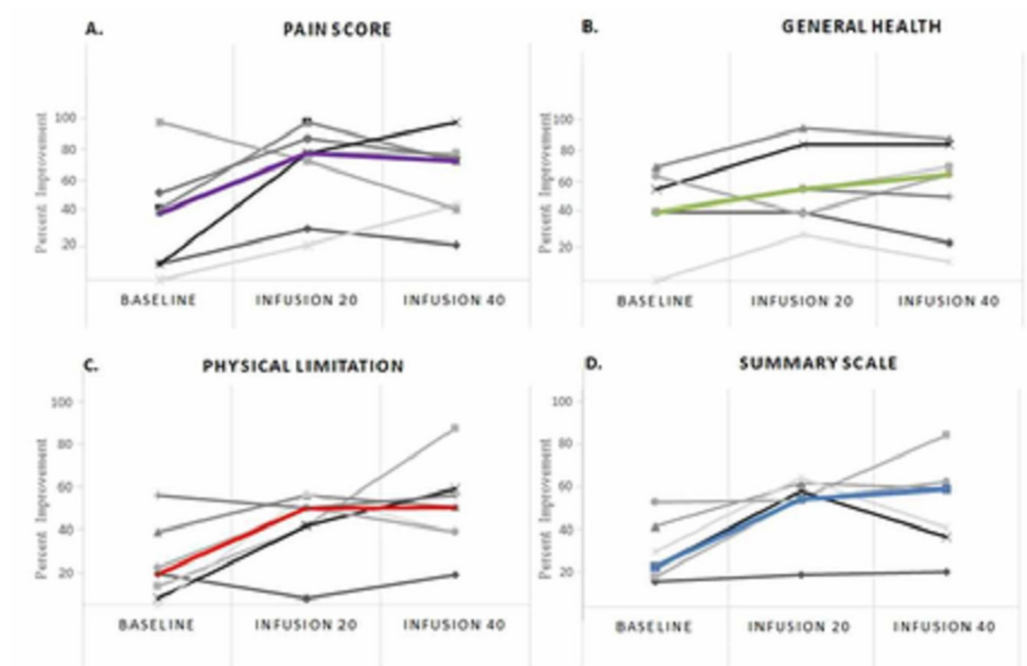 A. PAIN SCORE
Percent Improvement
100
80
60
40
20
BASELINE INFUSION 20 INFUSION 40
B. GENERAL HEALTH
Percent Improvement
100
80
60
40
20
BASELINE INFUSION 20 INFUSION 40
C. PHYSICAL LIMITATION
Percent Improvement
100
80
60
40
20
BASELINE INFUSION 20 INFUSION 40
D. SUMMARY SCALE
Percent Improvement
100
80
60
40
20
BASELINE INFUSION 20 INFUSION 40